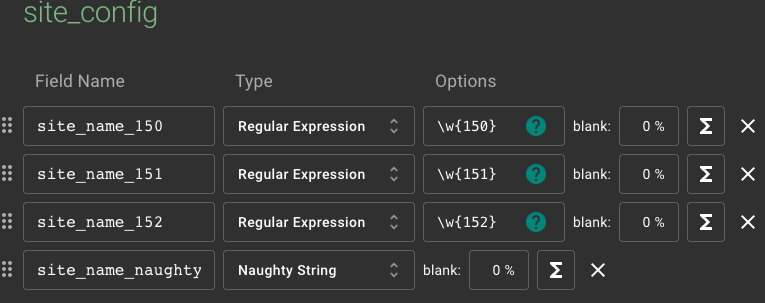 site_config
Field Name Type Options
site_name_150 Regular Expression \w{150} ? blank: 0 % Σ ×
site_name_151 Regular Expression \w{151} ? blank: 0 % Σ ×
site_name_152 Regular Expression \w{152} ? blank: 0 % Σ ×
site_name_naughty Naughty String blank: 0 % Σ ×